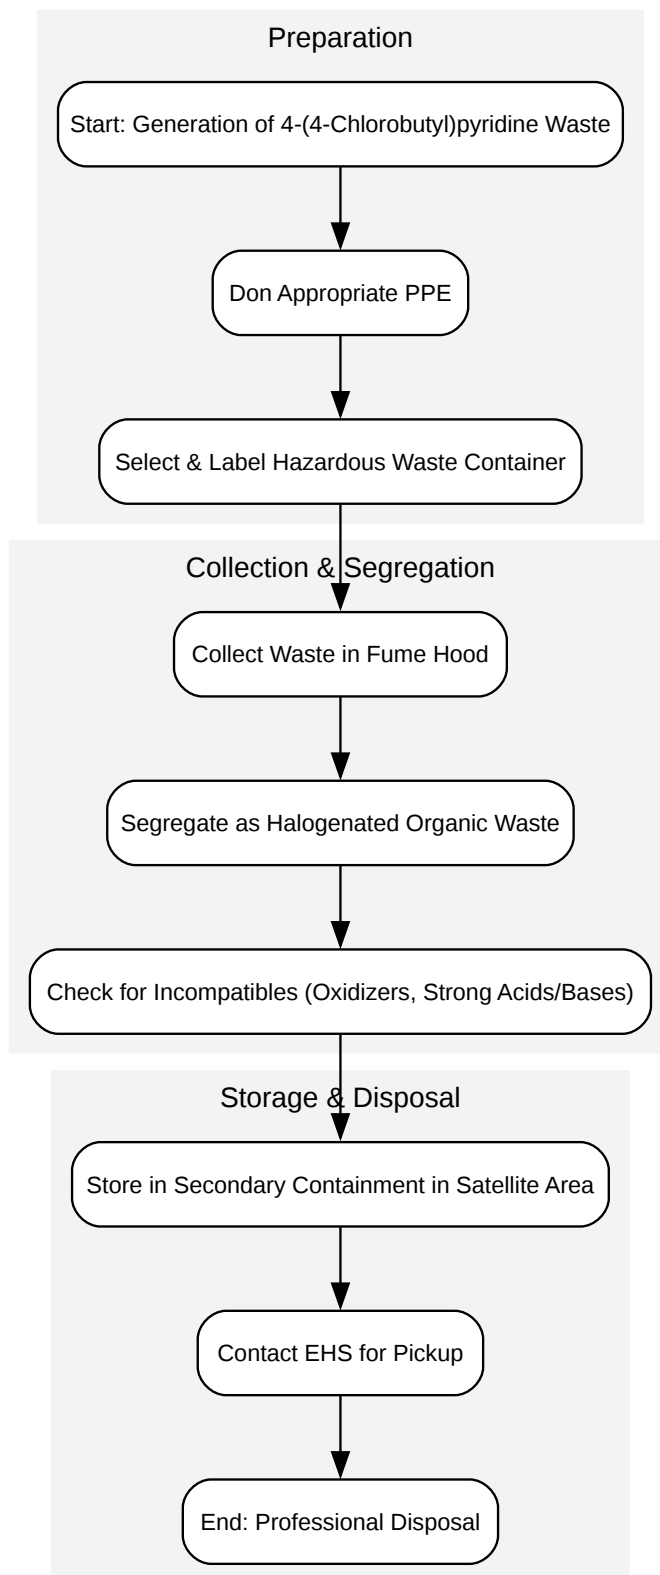 Preparation
Start: Generation of 4-(4-Chlorobutyl)pyridine Waste
Don Appropriate PPE
Select & Label Hazardous Waste Container
Collection & Segregation
Collect Waste in Fume Hood
Segregate as Halogenated Organic Waste
Check for Incompatibles (Oxidizers, Strong Acids/Bases)
Storage & Disposal
Store in Secondary Containment in Satellite Area
Contact EHS for Pickup
End: Professional Disposal